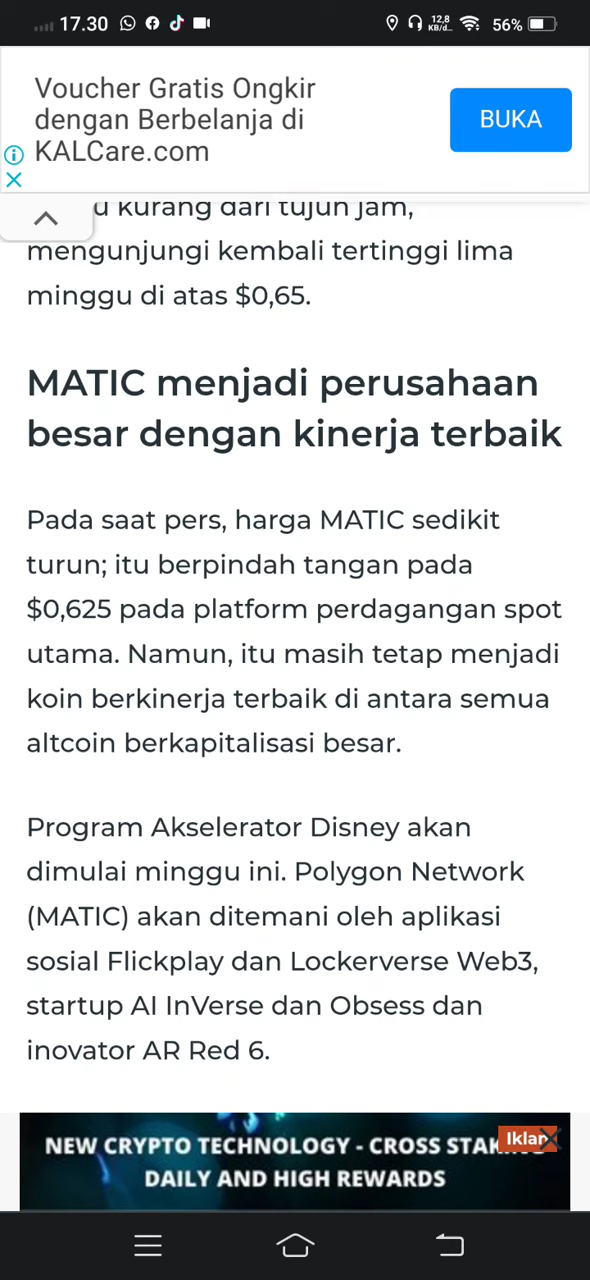 17.30
12,8
KB/d...
56%
Voucher Gratis Ongkir
dengan Berbelanja di
KALCare.com
BUKA
u kurang dari tujuh jam,
mengunjungi kembali tertinggi lima
minggu di atas $0,65.
MATIC menjadi perusahaan
besar dengan kinerja terbaik
Pada saat pers, harga MATIC sedikit
turun; itu berpindah tangan pada
$0,625 pada platform perdagangan spot
utama. Namun, itu masih tetap menjadi
koin berkinerja terbaik di antara semua
altcoin berkapitalisasi besar.
Program Akselerator Disney akan
dimulai minggu ini. Polygon Network
(MATIC) akan ditemani oleh aplikasi
sosial Flickplay dan Lockerverse Web3,
startup AI InVerse dan Obsess dan
inovator AR Red 6.
NEW CRYPTO TECHNOLOGY - CROSS
Iklan
DAILY AND HIGH REWARDS